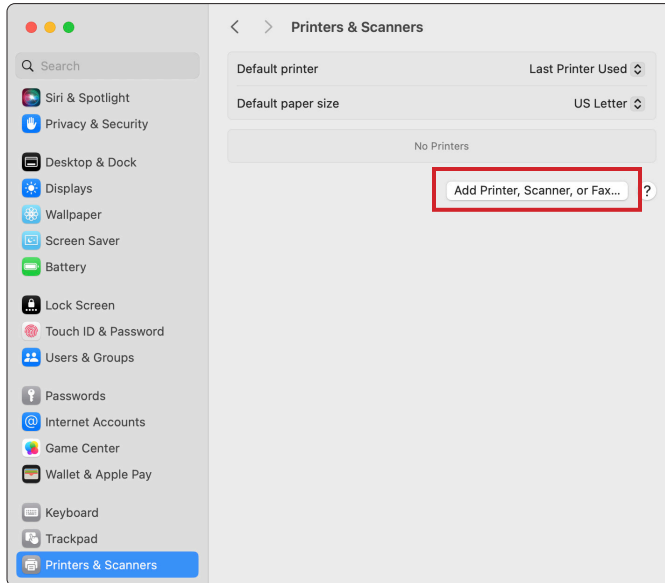 Printers & Scanners
Search
Siri & Spotlight
Privacy & Security
Desktop & Dock
Displays
Wallpaper
Screen Saver
Battery
Lock Screen
Touch ID & Password
Users & Groups
Passwords
Internet Accounts
Game Center
Wallet & Apple Pay
Keyboard
Trackpad
Printers & Scanners
Default printer Last Printer Used
Default paper size US Letter
No Printers
Add Printer, Scanner, or Fax... ?